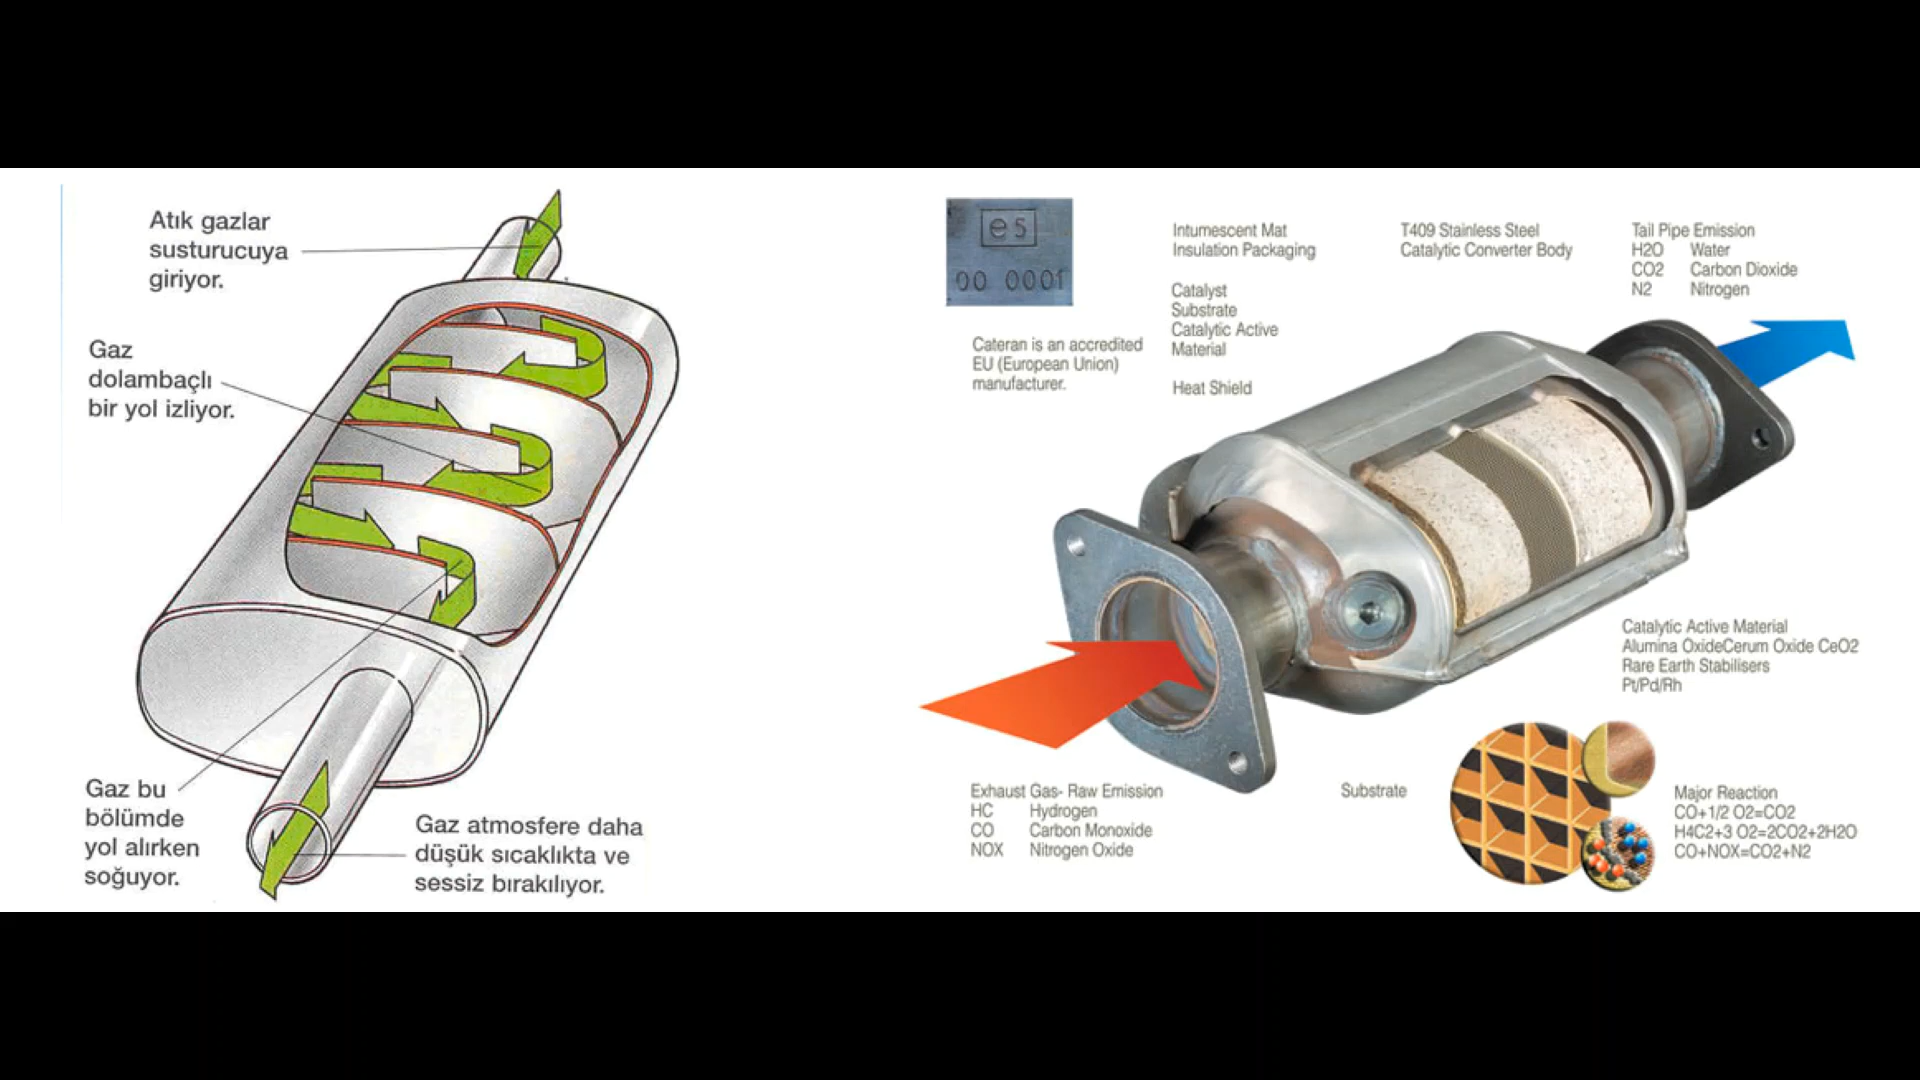 Atık gazlar
susturucuya
giriyor.
Gaz
dolambaçlı
bir yol izliyor.
Gaz bu
bölümde
yol alırken
soğuyor.
Gaz atmosfere daha
düşük sıcaklıkta ve
sessiz bırakılıyor.
e5
00 0001
Cateran is an accredited
EU (European Union)
manufacturer.
Intumescent Mat
Insulation Packaging
Catalyst
Substrate
Catalytic Active
Material
Heat Shield
T409 Stainless Steel
Catalytic Converter Body
Tail Pipe Emission
H2O Water
CO2 Carbon Dioxide
N2 Nitrogen
Catalytic Active Material
Alumina OxideCerum Oxide CeO2
Rare Earth Stabilisers
Pt/Pd/Rh
Exhaust Gas- Raw Emission
HC Hydrogen
CO Carbon Monoxide
NOX Nitrogen Oxide
Substrate
Major Reaction
CO+1/2 O2=CO2
H4C2+3 O2=2CO2+2H2O
CO+NOX=CO2+N2